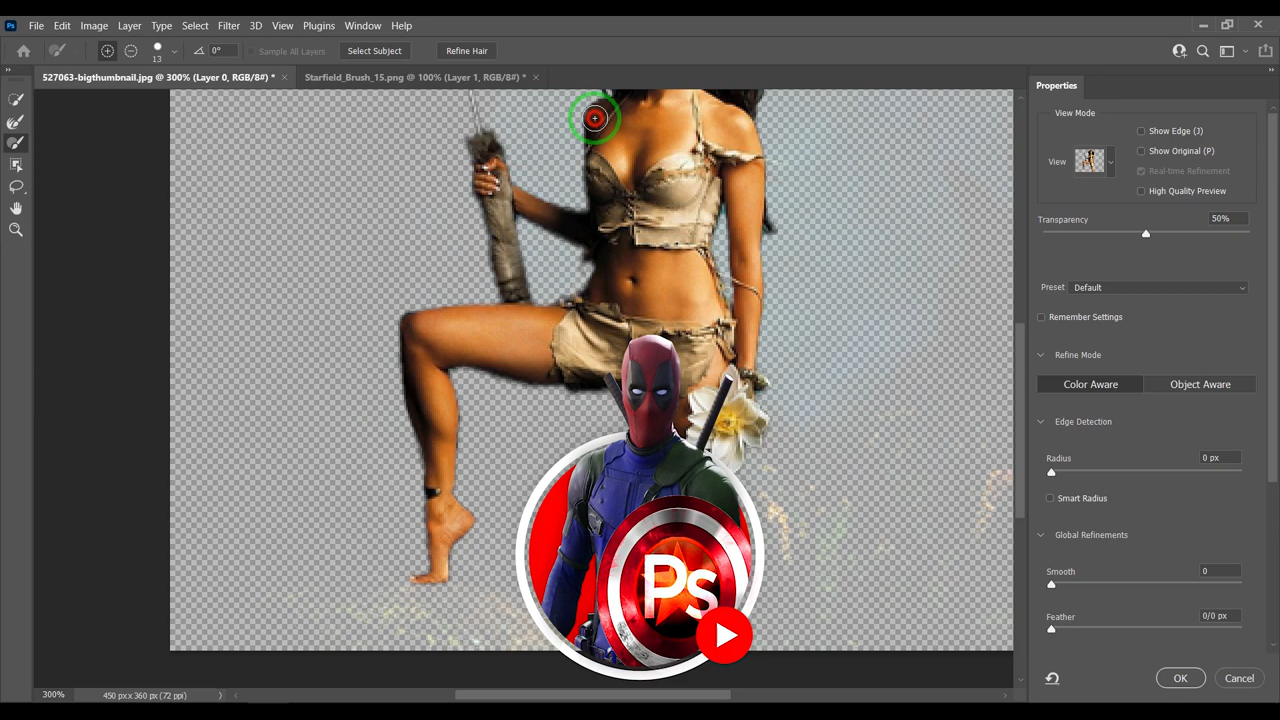 Ps File Edit Image Layer Type Select Filter 3D View Plugins Window Help
13 0° Sample All Layers Select Subject Refine Hair
527063-bigthumbnail.jpg @ 300% (Layer 0, RGB/8#) * Starfield_Brush_15.png @ 100% (Layer 1, RGB/8#) *
Properties
View Mode
Show Edge (J)
View
Show Original (P)
Real-time Refinement
High Quality Preview
Transparency 50%
Preset Default
Remember Settings
Refine Mode
Color Aware Object Aware
Edge Detection
Radius 0 px
Smart Radius
Global Refinements
Smooth 0
Feather 0/0 px
Ps
OK Cancel
300% 450 px x 360 px (72 ppi)